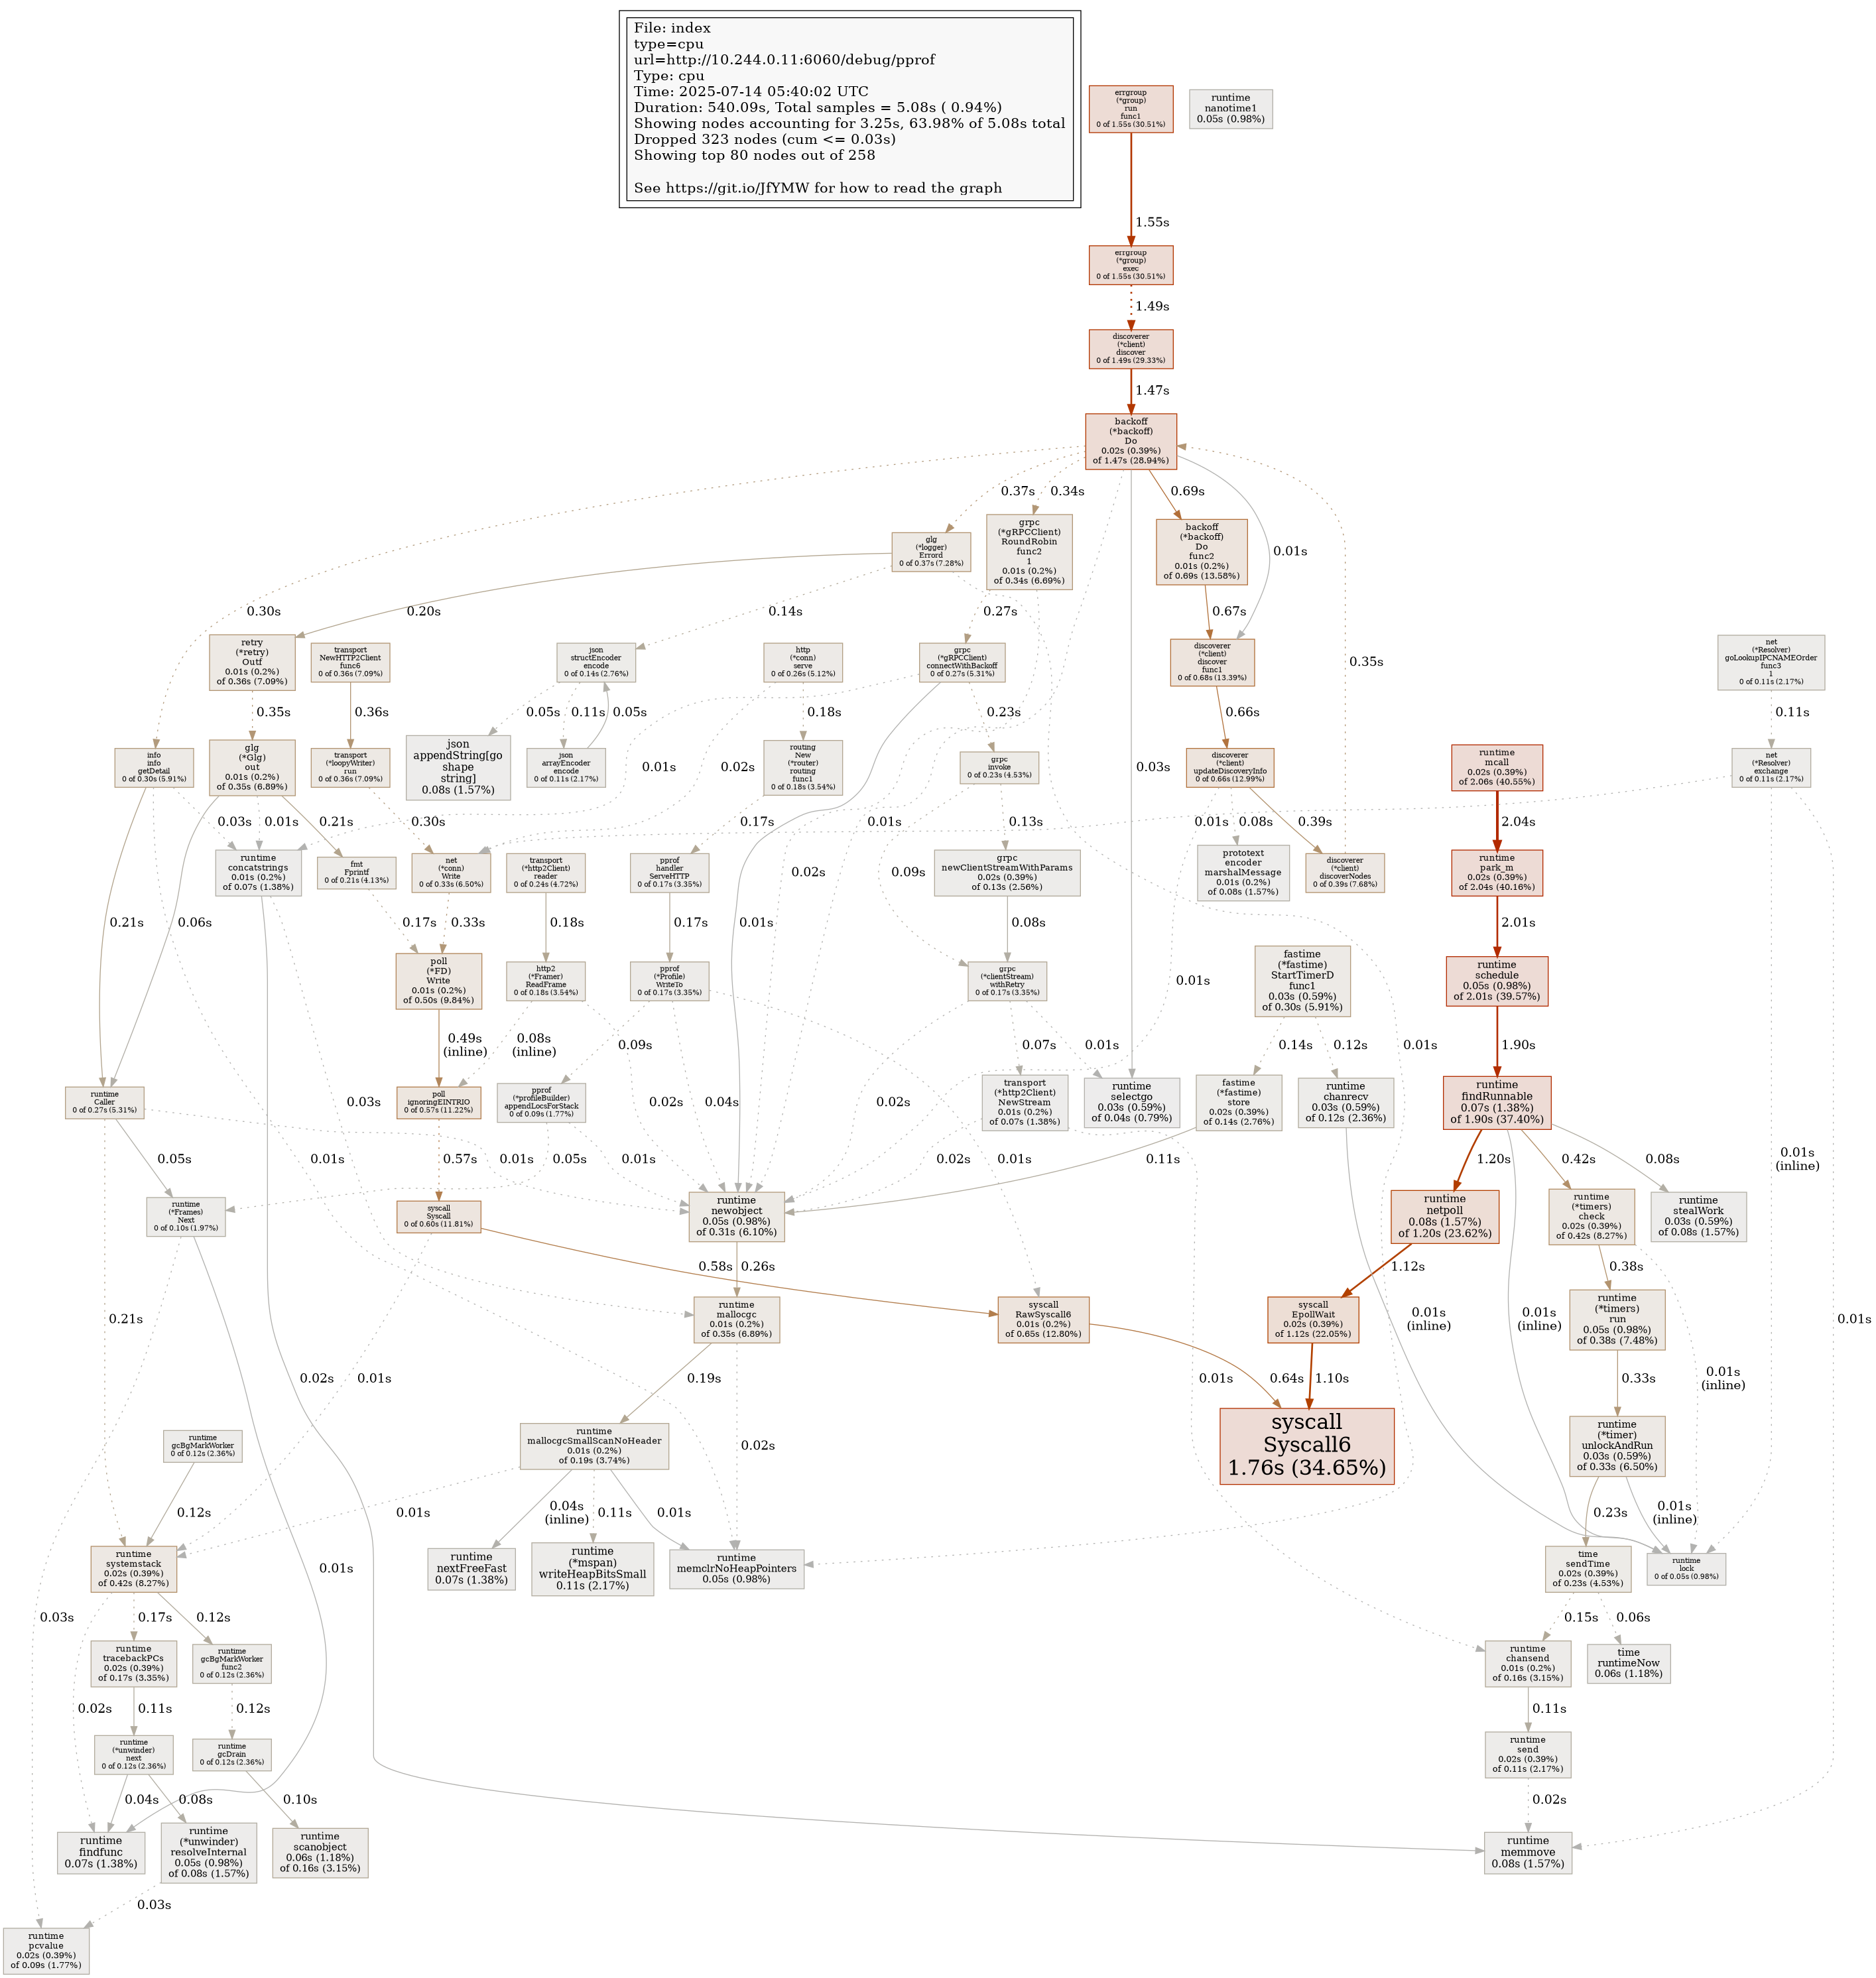 File: index
type=cpu
url=http://10.244.0.11:6060/debug/pprof
Type: cpu
Time: 2025-07-14 05:40:02 UTC
Duration: 540.09s, Total samples = 5.08s ( 0.94%)
Showing nodes accounting for 3.25s, 63.98% of 5.08s total
Dropped 323 nodes (cum <= 0.03s)
Showing top 80 nodes out of 258
See https://git.io/JfYMW for how to read the graph
errgroup
(*group)
run
func1
0 of 1.55s (30.51%)
runtime
nanotime1
0.05s (0.98%)
1.55s
errgroup
(*group)
exec
0 of 1.55s (30.51%)
1.49s
discoverer
(*client)
discover
0 of 1.49s (29.33%)
1.47s
backoff
(*backoff)
Do
0.02s (0.39%)
of 1.47s (28.94%)
0.37s
0.34s
0.69s
0.01s
0.30s
0.03s
0.35s
glg
(*logger)
Errord
0 of 0.37s (7.28%)
grpc
(*gRPCClient)
RoundRobin
func2
1
0.01s (0.2%)
of 0.34s (6.69%)
backoff
(*backoff)
Do
func2
0.01s (0.2%)
of 0.69s (13.58%)
0.20s
0.14s
0.27s
0.67s
retry
(*retry)
Outf
0.01s (0.2%)
of 0.36s (7.09%)
transport
NewHTTP2Client
func6
0 of 0.36s (7.09%)
json
structEncoder
encode
0 of 0.14s (2.76%)
http
(*conn)
serve
0 of 0.26s (5.12%)
grpc
(*gRPCClient)
connectWithBackoff
0 of 0.27s (5.31%)
discoverer
(*client)
discover
func1
0 of 0.68s (13.39%)
net
(*Resolver)
goLookupIPCNAMEOrder
func3
1
0 of 0.11s (2.17%)
0.35s
0.36s
0.05s
0.11s
0.05s
0.18s
0.23s
0.66s
0.11s
info
info
getDetail
0 of 0.30s (5.91%)
glg
(*Glg)
out
0.01s (0.2%)
of 0.35s (6.89%)
transport
(*loopyWriter)
run
0 of 0.36s (7.09%)
json
appendString[go
shape
string]
0.08s (1.57%)
json
arrayEncoder
encode
0 of 0.11s (2.17%)
0.01s
0.02s
routing
New
(*router)
routing
func1
0 of 0.18s (3.54%)
grpc
invoke
0 of 0.23s (4.53%)
discoverer
(*client)
updateDiscoveryInfo
0 of 0.66s (12.99%)
runtime
mcall
0.02s (0.39%)
of 2.06s (40.55%)
net
(*Resolver)
exchange
0 of 0.11s (2.17%)
0.03s
0.01s
0.21s
0.30s
0.17s
0.02s
0.01s
0.13s
0.01s
0.08s
0.39s
2.04s
runtime
concatstrings
0.01s (0.2%)
of 0.07s (1.38%)
fmt
Fprintf
0 of 0.21s (4.13%)
net
(*conn)
Write
0 of 0.33s (6.50%)
transport
(*http2Client)
reader
0 of 0.24s (4.72%)
pprof
handler
ServeHTTP
0 of 0.17s (3.35%)
grpc
newClientStreamWithParams
0.02s (0.39%)
of 0.13s (2.56%)
prototext
encoder
marshalMessage
0.01s (0.2%)
of 0.08s (1.57%)
discoverer
(*client)
discoverNodes
0 of 0.39s (7.68%)
runtime
park_m
0.02s (0.39%)
of 2.04s (40.16%)
0.21s
0.06s
0.17s
0.33s
0.18s
0.17s
0.01s
0.09s
0.08s
2.01s
poll
(*FD)
Write
0.01s (0.2%)
of 0.50s (9.84%)
http2
(*Framer)
ReadFrame
0 of 0.18s (3.54%)
pprof
(*Profile)
WriteTo
0 of 0.17s (3.35%)
grpc
(*clientStream)
withRetry
0 of 0.17s (3.35%)
0.01s
fastime
(*fastime)
StartTimerD
func1
0.03s (0.59%)
of 0.30s (5.91%)
runtime
schedule
0.05s (0.98%)
of 2.01s (39.57%)
0.49s
(inline)
0.08s
(inline)
0.09s
0.07s
0.01s
0.14s
0.12s
0.01s
1.90s
runtime
Caller
0 of 0.27s (5.31%)
0.03s
poll
ignoringEINTRIO
0 of 0.57s (11.22%)
pprof
(*profileBuilder)
appendLocsForStack
0 of 0.09s (1.77%)
0.02s
0.04s
0.02s
transport
(*http2Client)
NewStream
0.01s (0.2%)
of 0.07s (1.38%)
runtime
selectgo
0.03s (0.59%)
of 0.04s (0.79%)
fastime
(*fastime)
store
0.02s (0.39%)
of 0.14s (2.76%)
runtime
chanrecv
0.03s (0.59%)
of 0.12s (2.36%)
runtime
findRunnable
0.07s (1.38%)
of 1.90s (37.40%)
0.05s
0.01s
0.57s
0.01s
0.05s
0.01s
0.01s
0.02s
0.11s
1.20s
0.42s
0.08s
0.01s
(inline)
runtime
(*Frames)
Next
0 of 0.10s (1.97%)
syscall
Syscall
0 of 0.60s (11.81%)
runtime
newobject
0.05s (0.98%)
of 0.31s (6.10%)
runtime
netpoll
0.08s (1.57%)
of 1.20s (23.62%)
runtime
(*timers)
check
0.02s (0.39%)
of 0.42s (8.27%)
runtime
stealWork
0.03s (0.59%)
of 0.08s (1.57%)
0.58s
0.26s
1.12s
0.38s
0.21s
runtime
mallocgc
0.01s (0.2%)
of 0.35s (6.89%)
syscall
RawSyscall6
0.01s (0.2%)
of 0.65s (12.80%)
syscall
EpollWait
0.02s (0.39%)
of 1.12s (22.05%)
0.01s
(inline)
0.01s
(inline)
runtime
(*timers)
run
0.05s (0.98%)
of 0.38s (7.48%)
0.01s
0.02s
0.01s
0.19s
0.01s
0.64s
1.10s
0.33s
0.01s
(inline)
runtime
gcBgMarkWorker
0 of 0.12s (2.36%)
runtime
mallocgcSmallScanNoHeader
0.01s (0.2%)
of 0.19s (3.74%)
0.02s
syscall
Syscall6
1.76s (34.65%)
runtime
(*timer)
unlockAndRun
0.03s (0.59%)
of 0.33s (6.50%)
0.12s
0.01s
0.04s
(inline)
0.11s
0.01s
0.23s
0.01s
(inline)
runtime
systemstack
0.02s (0.39%)
of 0.42s (8.27%)
0.01s
runtime
nextFreeFast
0.07s (1.38%)
runtime
(*mspan)
writeHeapBitsSmall
0.11s (2.17%)
runtime
memclrNoHeapPointers
0.05s (0.98%)
time
sendTime
0.02s (0.39%)
of 0.23s (4.53%)
runtime
lock
0 of 0.05s (0.98%)
0.03s
0.17s
0.12s
0.15s
0.06s
runtime
tracebackPCs
0.02s (0.39%)
of 0.17s (3.35%)
runtime
gcBgMarkWorker
func2
0 of 0.12s (2.36%)
runtime
chansend
0.01s (0.2%)
of 0.16s (3.15%)
time
runtimeNow
0.06s (1.18%)
0.02s
0.11s
0.12s
0.11s
runtime
(*unwinder)
next
0 of 0.12s (2.36%)
runtime
gcDrain
0 of 0.12s (2.36%)
runtime
send
0.02s (0.39%)
of 0.11s (2.17%)
0.04s
0.08s
0.10s
0.02s
runtime
findfunc
0.07s (1.38%)
runtime
(*unwinder)
resolveInternal
0.05s (0.98%)
of 0.08s (1.57%)
runtime
scanobject
0.06s (1.18%)
of 0.16s (3.15%)
runtime
memmove
0.08s (1.57%)
0.03s
runtime
pcvalue
0.02s (0.39%)
of 0.09s (1.77%)